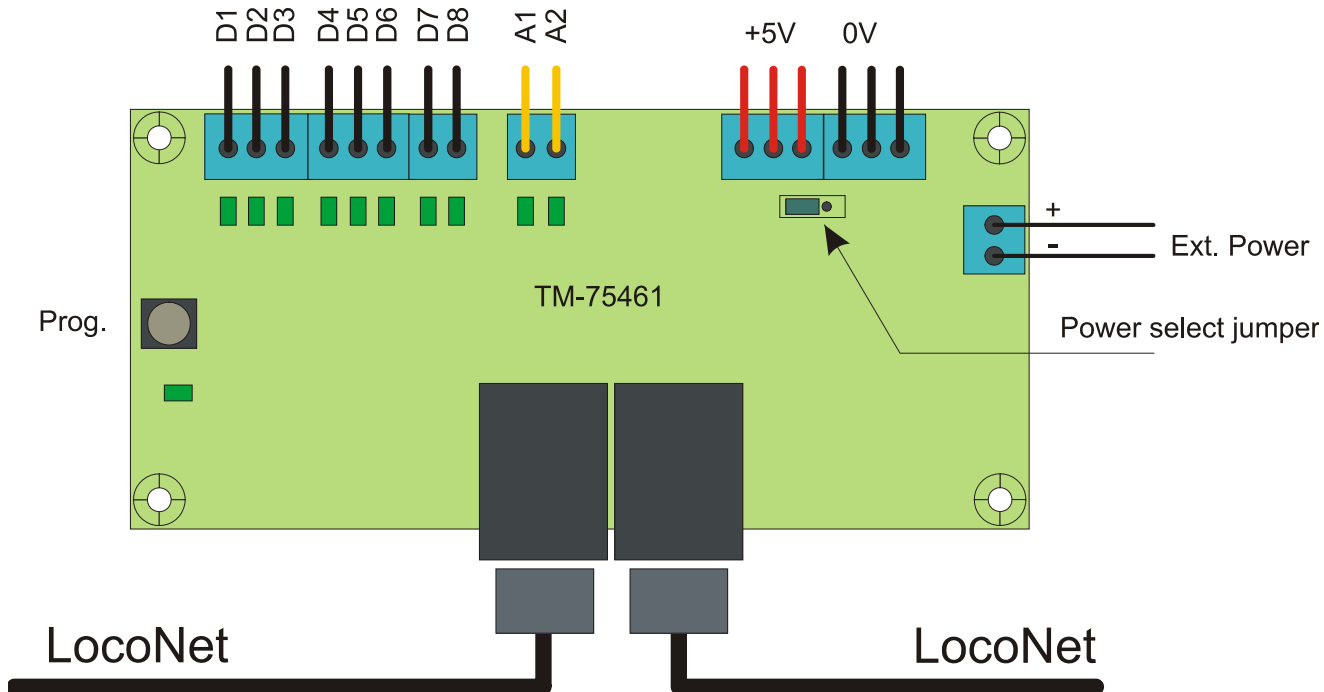 D1 D2 D3 D4 D5 D6 D7 D8 A1 A2 +5V 0V
+
-
Ext. Power
TM-75461
Prog.
Power select jumper
LocoNet
LocoNet